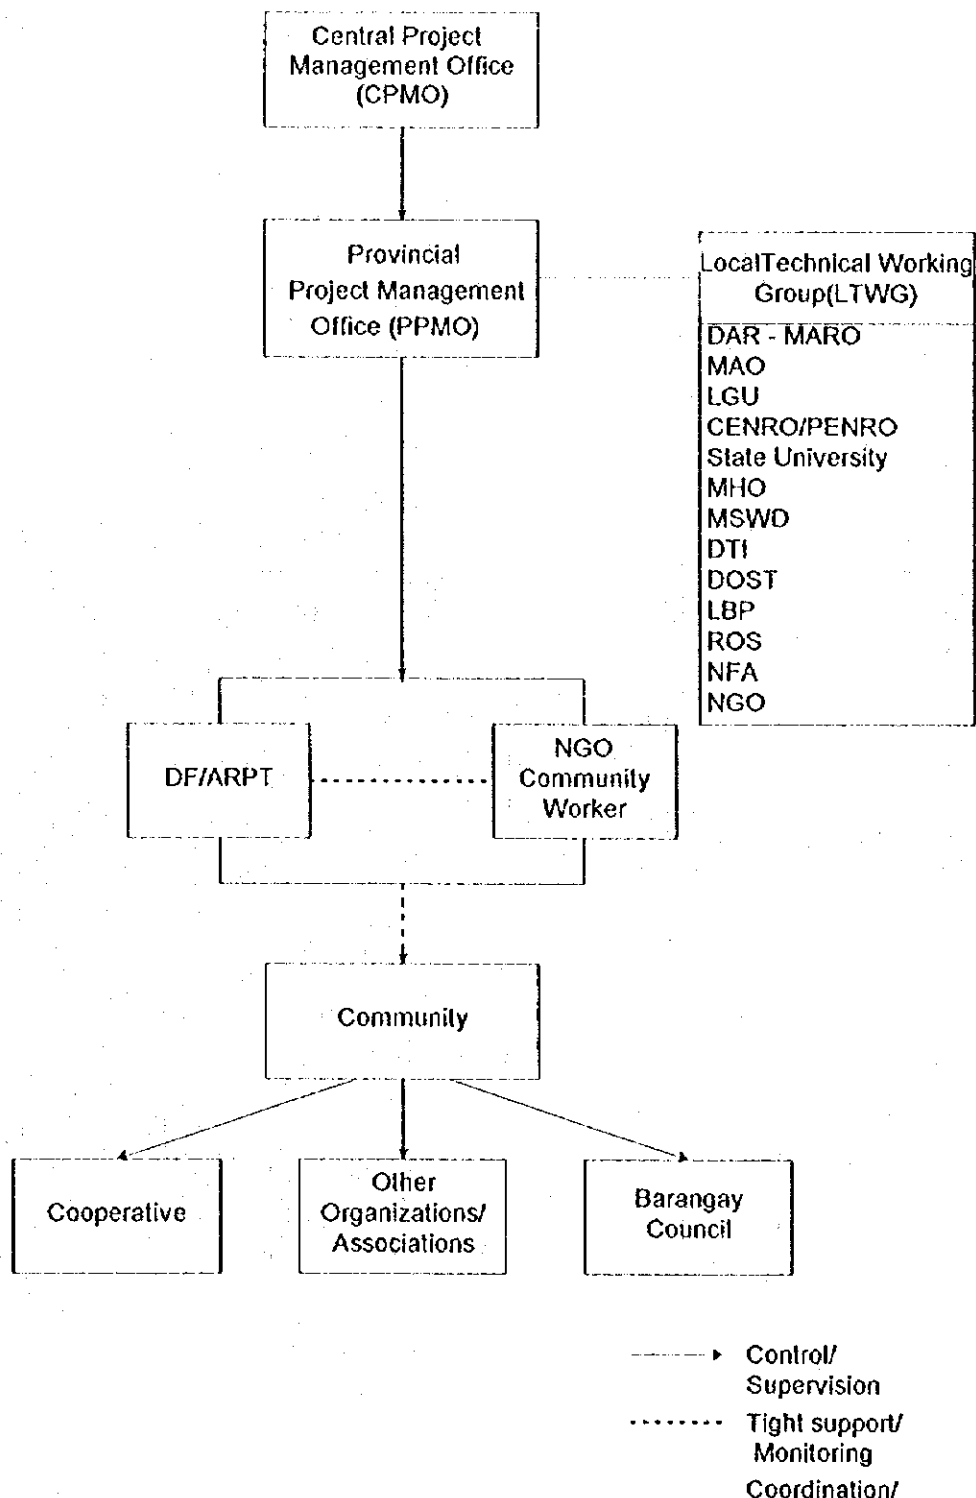 Central Project
Management Office
(CPMO)
Provincial
Project Management
Office (PPMO)
LocalTechnical Working
Group(LTWG)
DAR - MARO
MAO
LGU
CENRO/PENRO
State University
MHO
MSWD
DTI
DOST
LBP
ROS
NFA
NGO
DF/ARPT
NGO
Community
Worker
Community
Cooperative
Other
Organizations/
Associations
Barangay
Council
Control/
Supervision
Tight support/
Monitoring
Coordination/